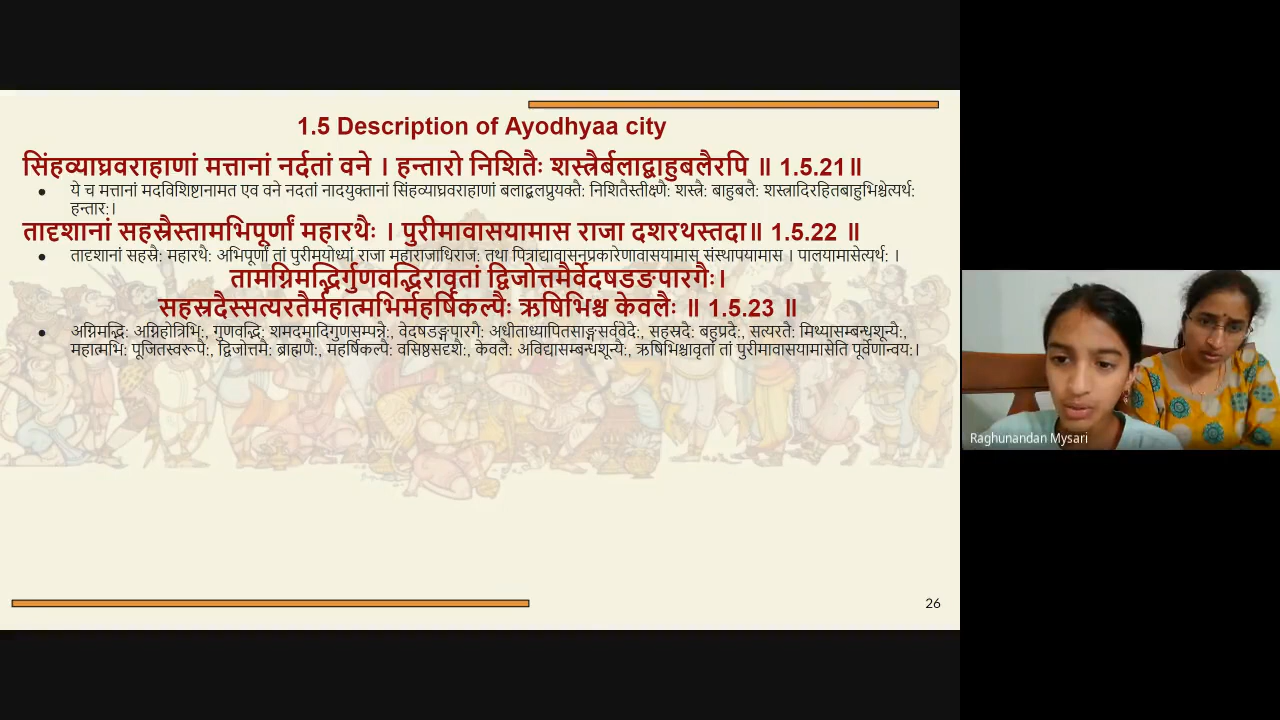 1.5 Description of Ayodhyaa city
सिंहव्याघ्रवराहाणां मत्तानां नर्दतां वने । हन्तारो निशितैः शस्त्रैर्बलाद्बाहुबलैरपि ॥ 1.5.21॥
● ये च मत्तानां मदविशिष्टानामत एव वने नदतां नादयुक्तानां सिंहव्याघ्रवराहाणां बलाद्बलप्रयुक्तै: निशितैस्तीक्ष्णै: शस्त्रै: बाहुबलै: शस्त्रादिरहितबाहुभिश्चेत्यर्थ:
हन्तार:।
तादृशानां सहस्रैस्तामभिपूर्णां महारथैः । पुरीमावासयामास राजा दशरथस्तदा॥ 1.5.22 ॥
● तादृशानां सहस्रै: महारथै: अभिपूर्णां तां पुरीमयोध्यां राजा महाराजाधिराज: तथा पित्राद्यावासनप्रकारेणावासयामास संस्थापयामास । पालयामासेत्यर्थ: ।
तामग्निमद्भिर्गुणवद्भिरावृतां द्विजोत्तमैर्वेदषडङपारगैः।
सहस्रदैस्सत्यरतैर्महात्मभिर्महर्षिकल्पैः ऋषिभिश्च केवलैः ॥ 1.5.23 ॥
● अग्निमद्भि: अग्निहोत्रिभि:, गुणवद्भि: शमदमादिगुणसम्पन्नै:, वेदषडङ्गपारगै: अधीताध्यापितसाङ्गसर्ववेदै:, सहस्रदै: बहुप्रदै:, सत्यरतै: मिथ्यासम्बन्धशून्यै:,
महात्मभि: पूजितस्वरूपै:, द्विजोत्तमै: ब्राह्मणै:, महर्षिकल्पै: वसिष्ठसदृशै:, केवलै: अविद्यासम्बन्धशून्यै:, ऋषिभिश्चावृतां तां पुरीमावासयामासेति पूर्वेणान्वय:।
26
Raghunandan Mysari